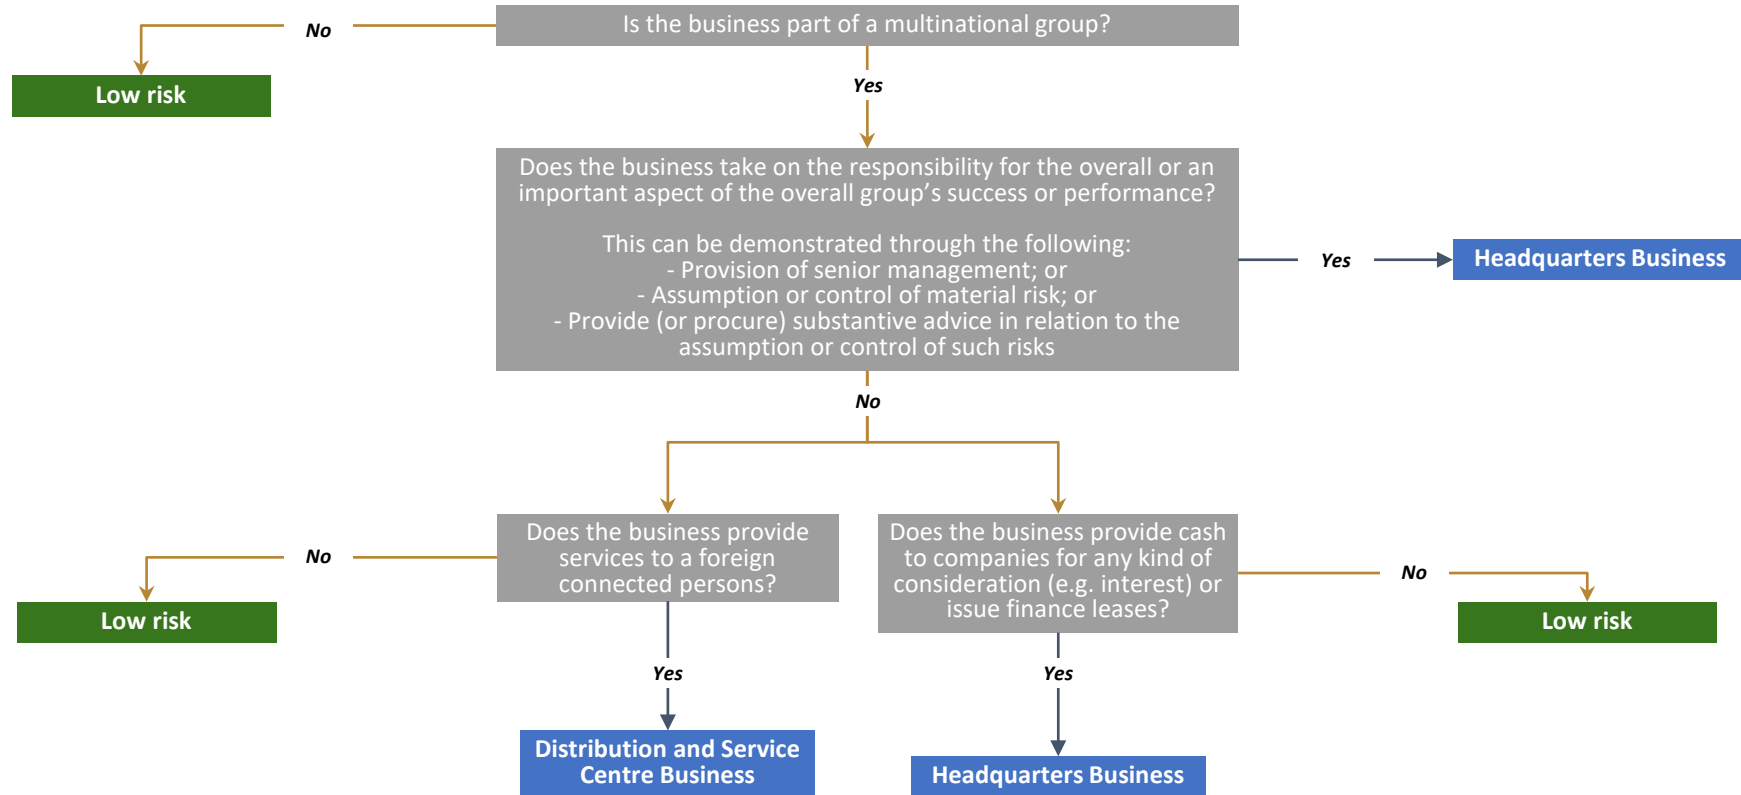 Is the business part of a multinational group?
No
Low risk
Yes
Does the business take on the responsibility for the overall or an
important aspect of the overall group's success or performance?
This can be demonstrated through the following:
- Provision of senior management; or
- Assumption or control of material risk; or
- Provide (or procure) substantive advice in relation to the
assumption or control of such risks
Yes
Headquarters Business
No
Does the business provide
services to a foreign
connected persons?
No
Low risk
Yes
Distribution and Service
Centre Business
Does the business provide cash
to companies for any kind of
consideration (e.g. interest) or
issue finance leases?
No
Low risk
Yes
Headquarters Business